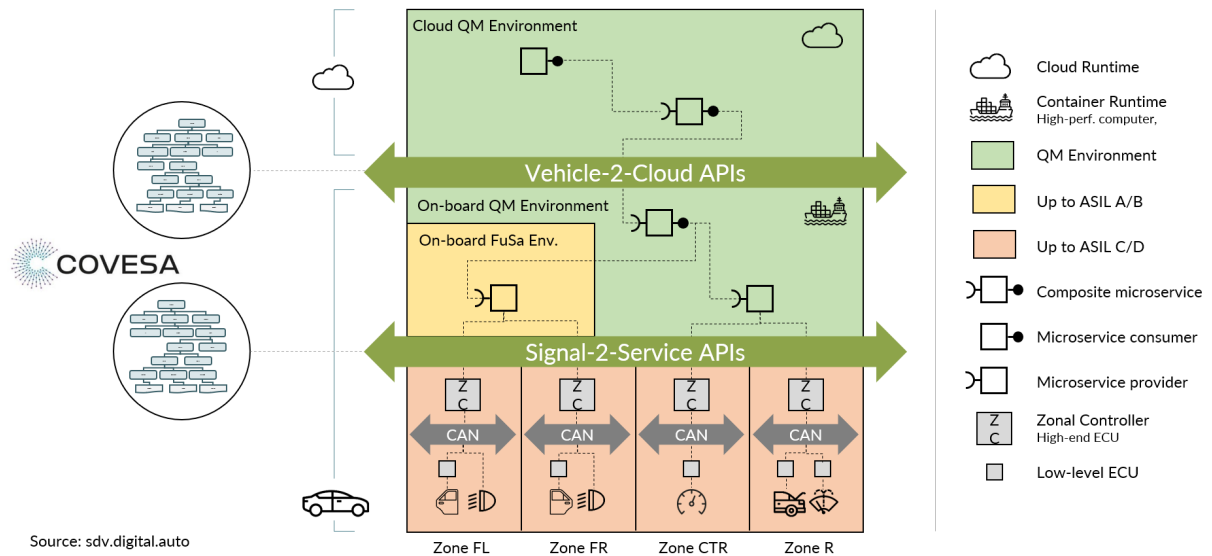 Cloud QM Environment
Vehicle-2-Cloud APIs
On-board QM Environment
On-board FuSa Env.
COVESA
Signal-2-Service APIs
Z
C
Z
C
Z
C
Z
C
CAN
CAN
CAN
CAN
Zone FL
Zone FR
Zone CTR
Zone R
Source: sdv.digital.auto
Cloud Runtime
Container Runtime
High-perf. computer,
QM Environment
Up to ASIL A/B
Up to ASIL C/D
Composite microservice
Microservice consumer
Microservice provider
Z
C
Zonal Controller
High-end ECU
Low-level ECU